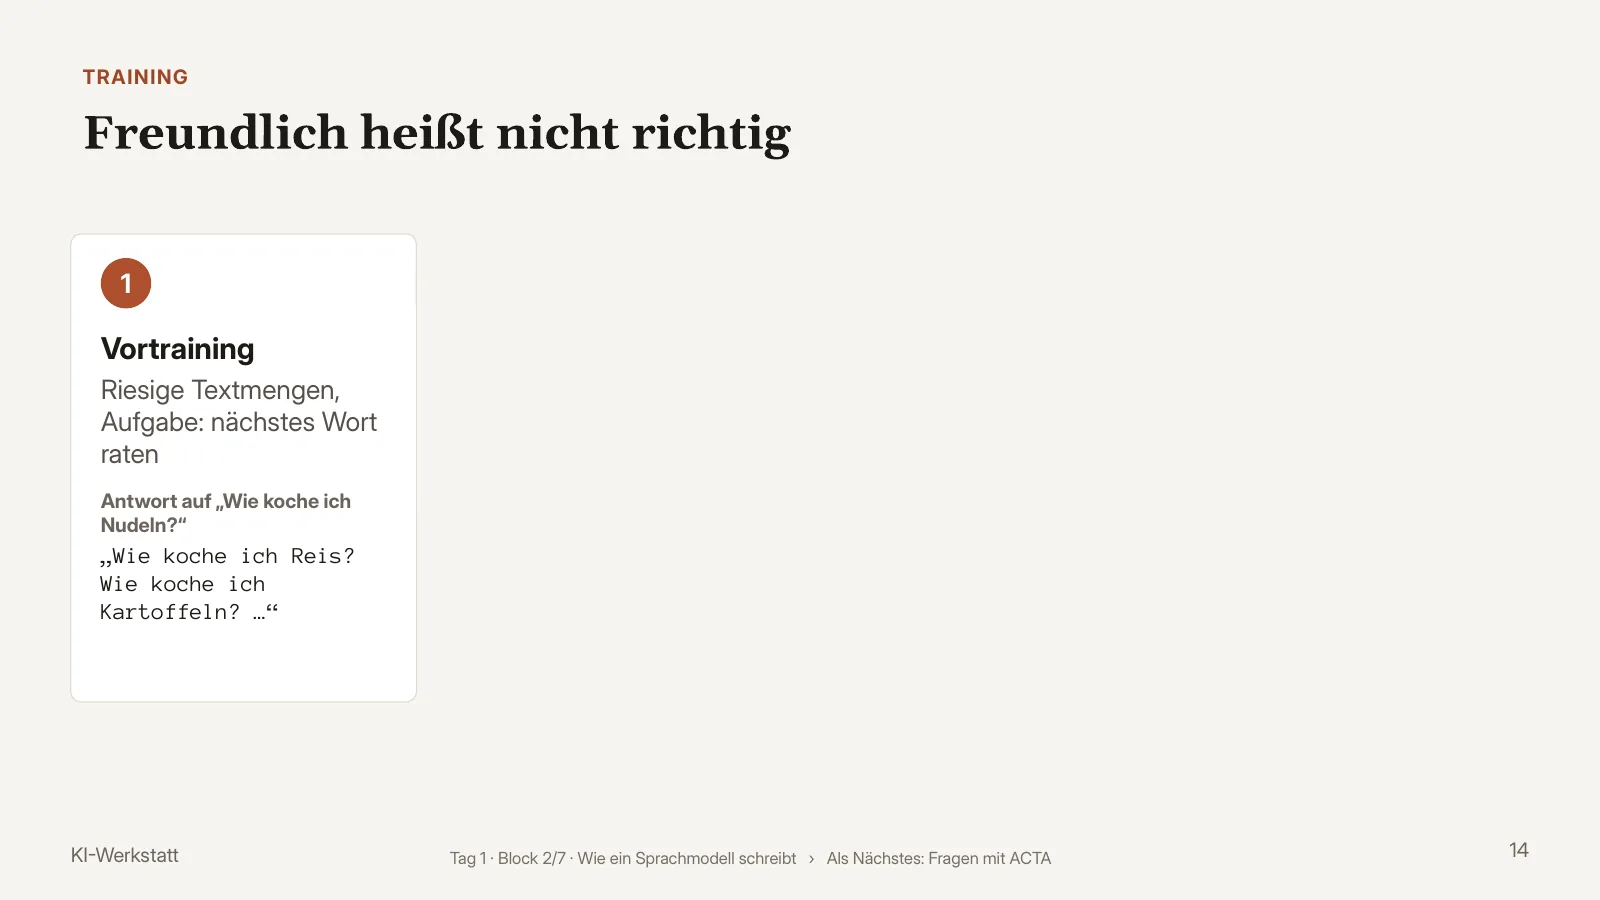 TRAINING
Freundlich heißt nicht richtig
1
Vortraining
Riesige Textmengen,
Aufgabe: nächstes Wort
raten
Antwort auf „Wie koche ich
Nudeln?“
„Wie koche ich Reis?
Wie koche ich
Kartoffeln? …“
KI-Werkstatt
Tag 1 · Block 2/7 · Wie ein Sprachmodell schreibt › Als Nächstes: Fragen mit ACTA
14